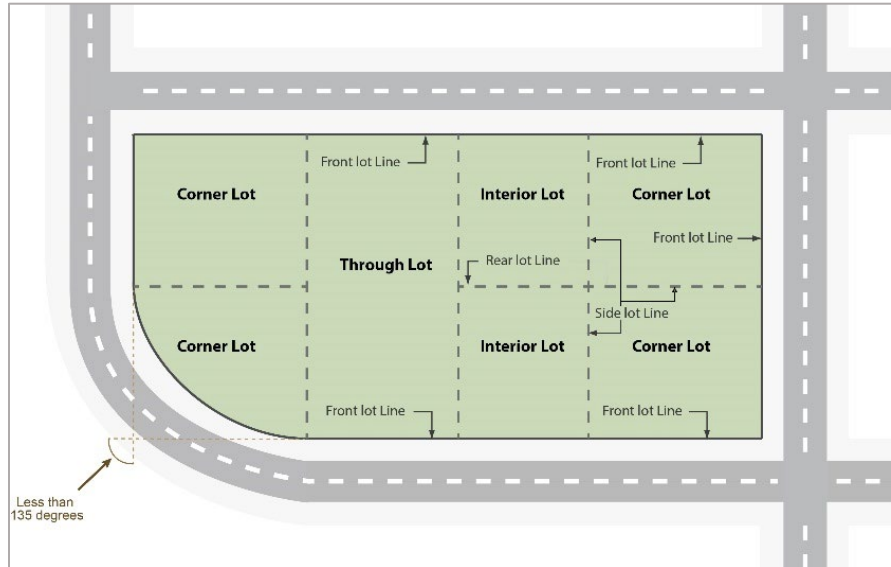 Front lot Line
Front lot Line
Corner Lot
Interior Lot
Corner Lot
Front lot Line
Through Lot
Rear lot Line
Side lot Line
Corner Lot
Interior Lot
Corner Lot
Front lot Line
Front lot Line
Less than
135 degrees